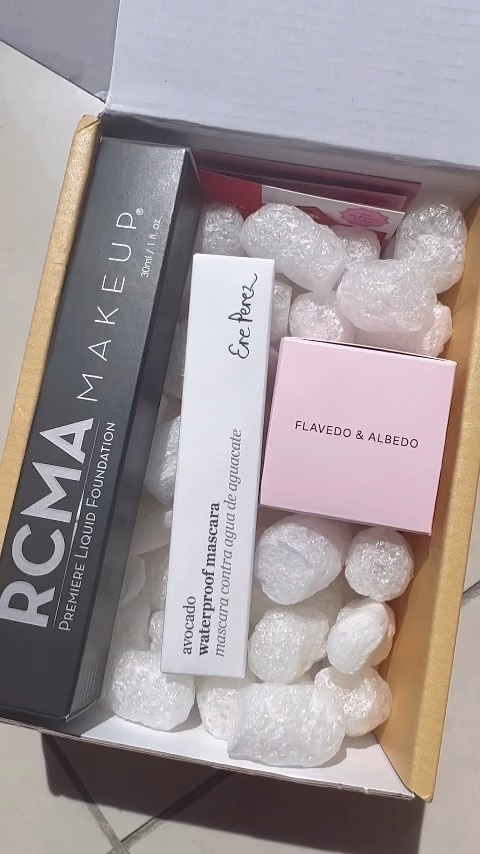 RCMA MAKEUP®
PREMIERE LIQUID FOUNDATION
30ml / 1 fl. oz
Ere Perez
avocado
waterproof mascara
mascara contra agua de aguacate
FLAVEDO & ALBEDO